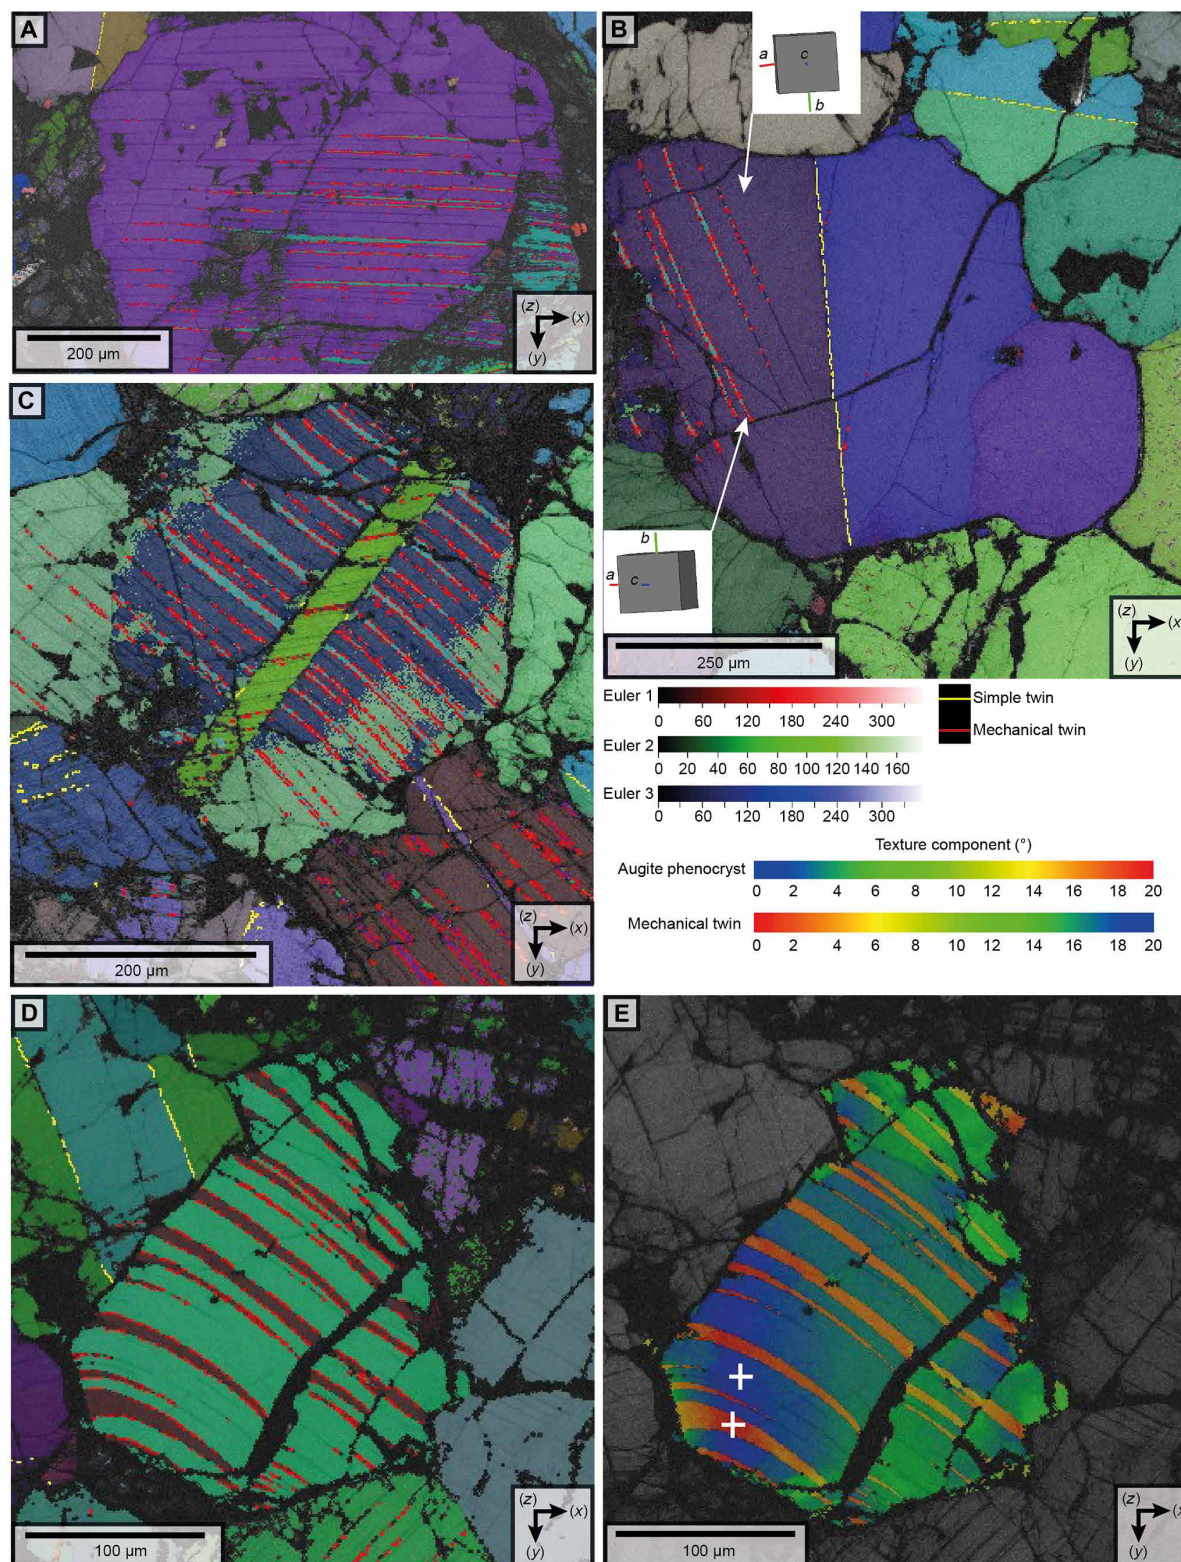 A
200 µm
(z)
(x)
(y)
B
a
c
b
b
a
c
250 µm
(z)
(x)
(y)
C
200 µm
(z)
(x)
(y)
Euler 1
0 60 120 180 240 300
Euler 2
0 20 40 60 80 100 120 140 160
Euler 3
0 60 120 180 240 300
Simple twin
Mechanical twin
Texture component (°)
Augite phenocryst
0 2 4 6 8 10 12 14 16 18 20
Mechanical twin
0 2 4 6 8 10 12 14 16 18 20
D
100 µm
(z)
(x)
(y)
E
100 µm
(z)
(x)
(y)